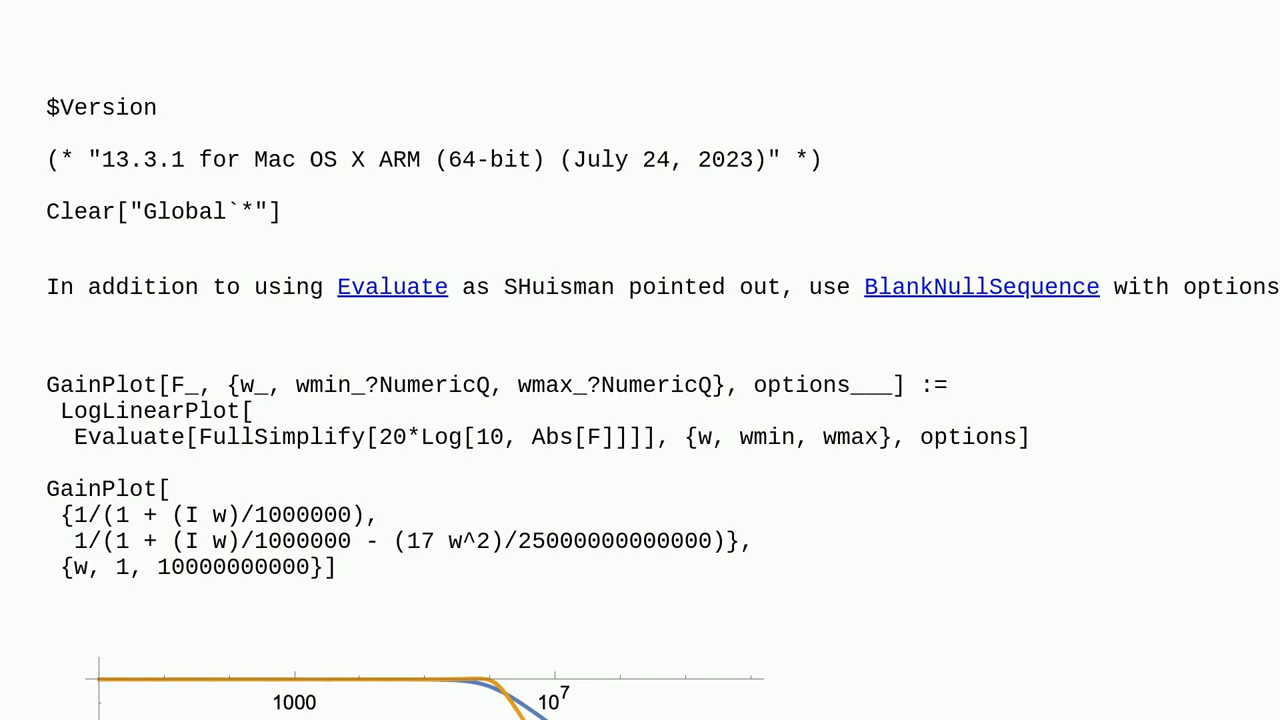 $Version
(* "13.3.1 for Mac OS X ARM (64-bit) (July 24, 2023)" *)
Clear["Global`*"]
In addition to using Evaluate as SHuisman pointed out, use BlankNullSequence with options
GainPlot[F_, {w_, wmin_?NumericQ, wmax_?NumericQ}, options___] :=
LogLinearPlot[
Evaluate[FullSimplify[20*Log[10, Abs[F]]]], {w, wmin, wmax}, options]
GainPlot[
{1/(1 + (I w)/1000000),
1/(1 + (I w)/1000000 - (17 w^2)/25000000000000)},
{w, 1, 10000000000}]
1000 10⁷